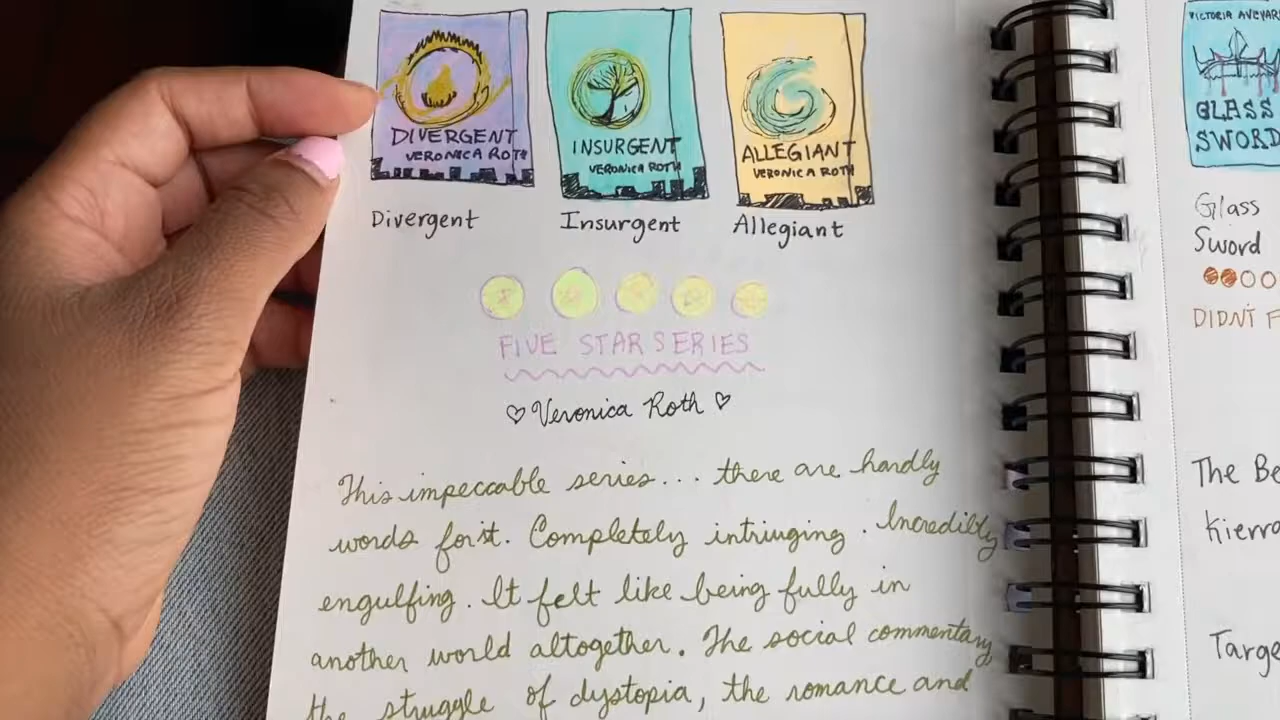 DIVERGENT
VERONICA ROTH
INSURGENT
VERONICA ROTH
ALLEGIANT
VERONICA ROTH
Divergent
Insurgent
Allegiant
FIVE STAR SERIES
♡ Veronica Roth ♡
This impeccable series... there are hardly
words for it. Completely intriuging. Incredibly
engulfing. It felt like being fully in
another world altogether. The social commentary,
the struggle of dystopia, the romance and
VICTORIA AVEYAR
GLASS
SWORD
Glass
Sword
DIDN'T F
The Be
Kierra
Targe